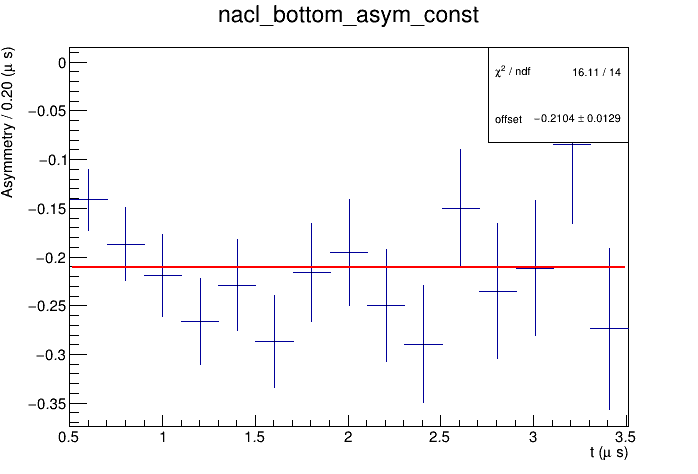 nacl_bottom_asym_const
Asymmetry / 0.20 (μ s)
χ² / ndf 16.11 / 14
offset −0.2104 ± 0.0129
0
−0.05
−0.1
−0.15
−0.2
−0.25
−0.3
−0.35
0.5 1 1.5 2 2.5 3 3.5
t (μ s)